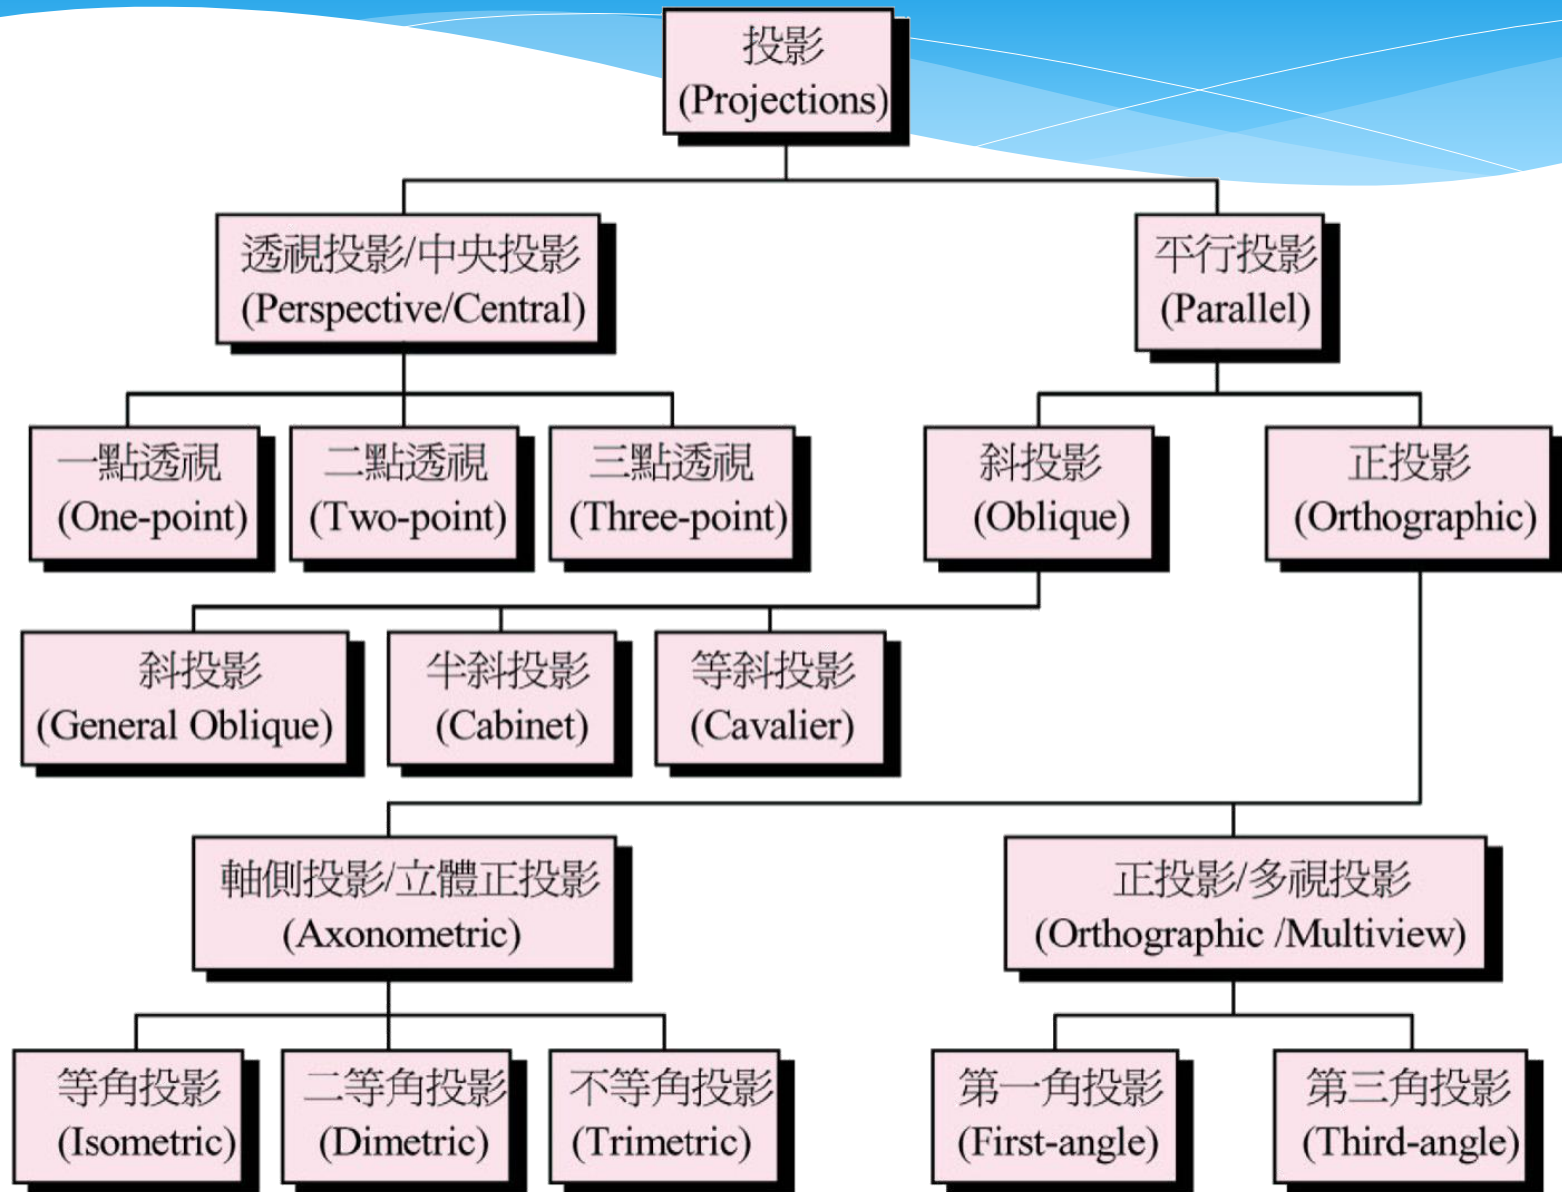 投影
(Projections)
透視投影/中央投影
(Perspective/Central)
平行投影
(Parallel)
一點透視
(One-point)
二點透視
(Two-point)
三點透視
(Three-point)
斜投影
(Oblique)
正投影
(Orthographic)
斜投影
(General Oblique)
半斜投影
(Cabinet)
等斜投影
(Cavalier)
軸側投影/立體正投影
(Axonometric)
正投影/多視投影
(Orthographic /Multiview)
等角投影
(Isometric)
二等角投影
(Dimetric)
不等角投影
(Trimetric)
第一角投影
(First-angle)
第三角投影
(Third-angle)